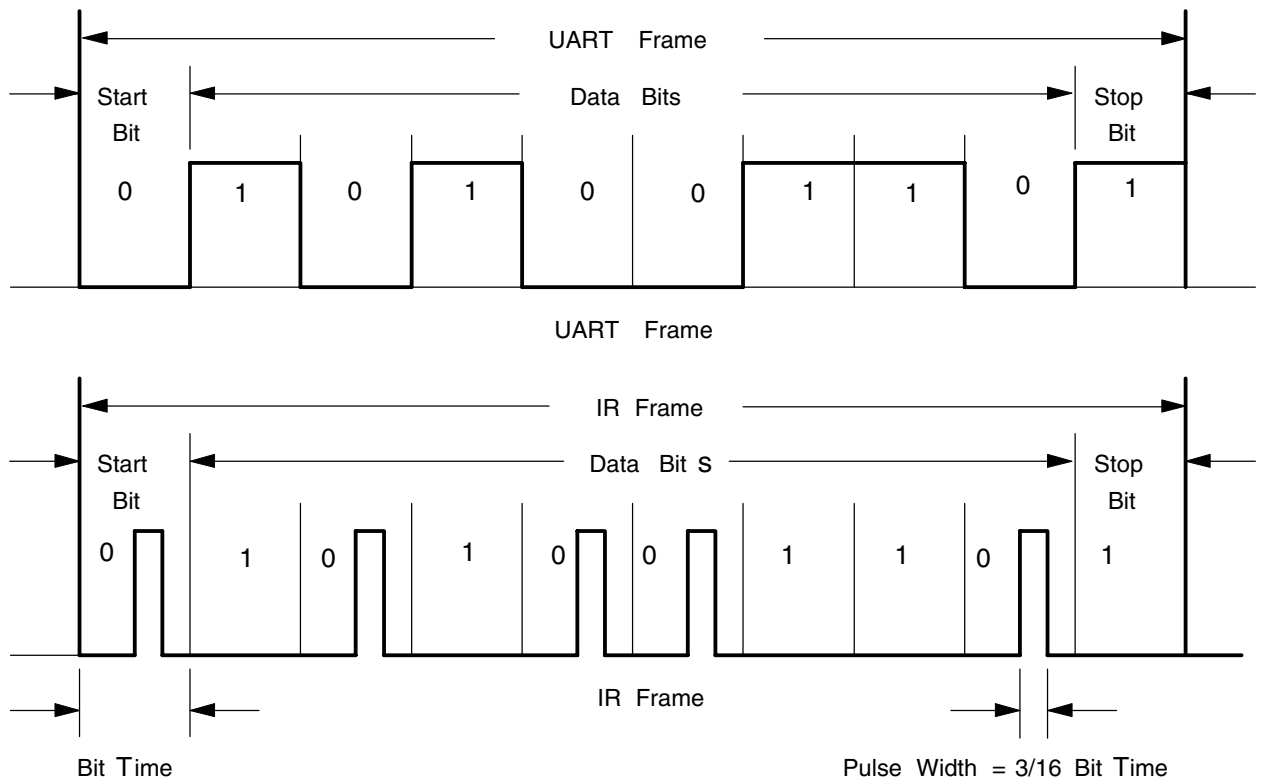 UART Frame
Start Data Bits Stop
Bit Bit
0 1 0 1 0 0 1 1 0 1
UART Frame
IR Frame
Start Data Bit s Stop
Bit Bit
0 1 0 1 0 0 1 1 0 1
IR Frame
Bit Time Pulse Width = 3/16 Bit Time